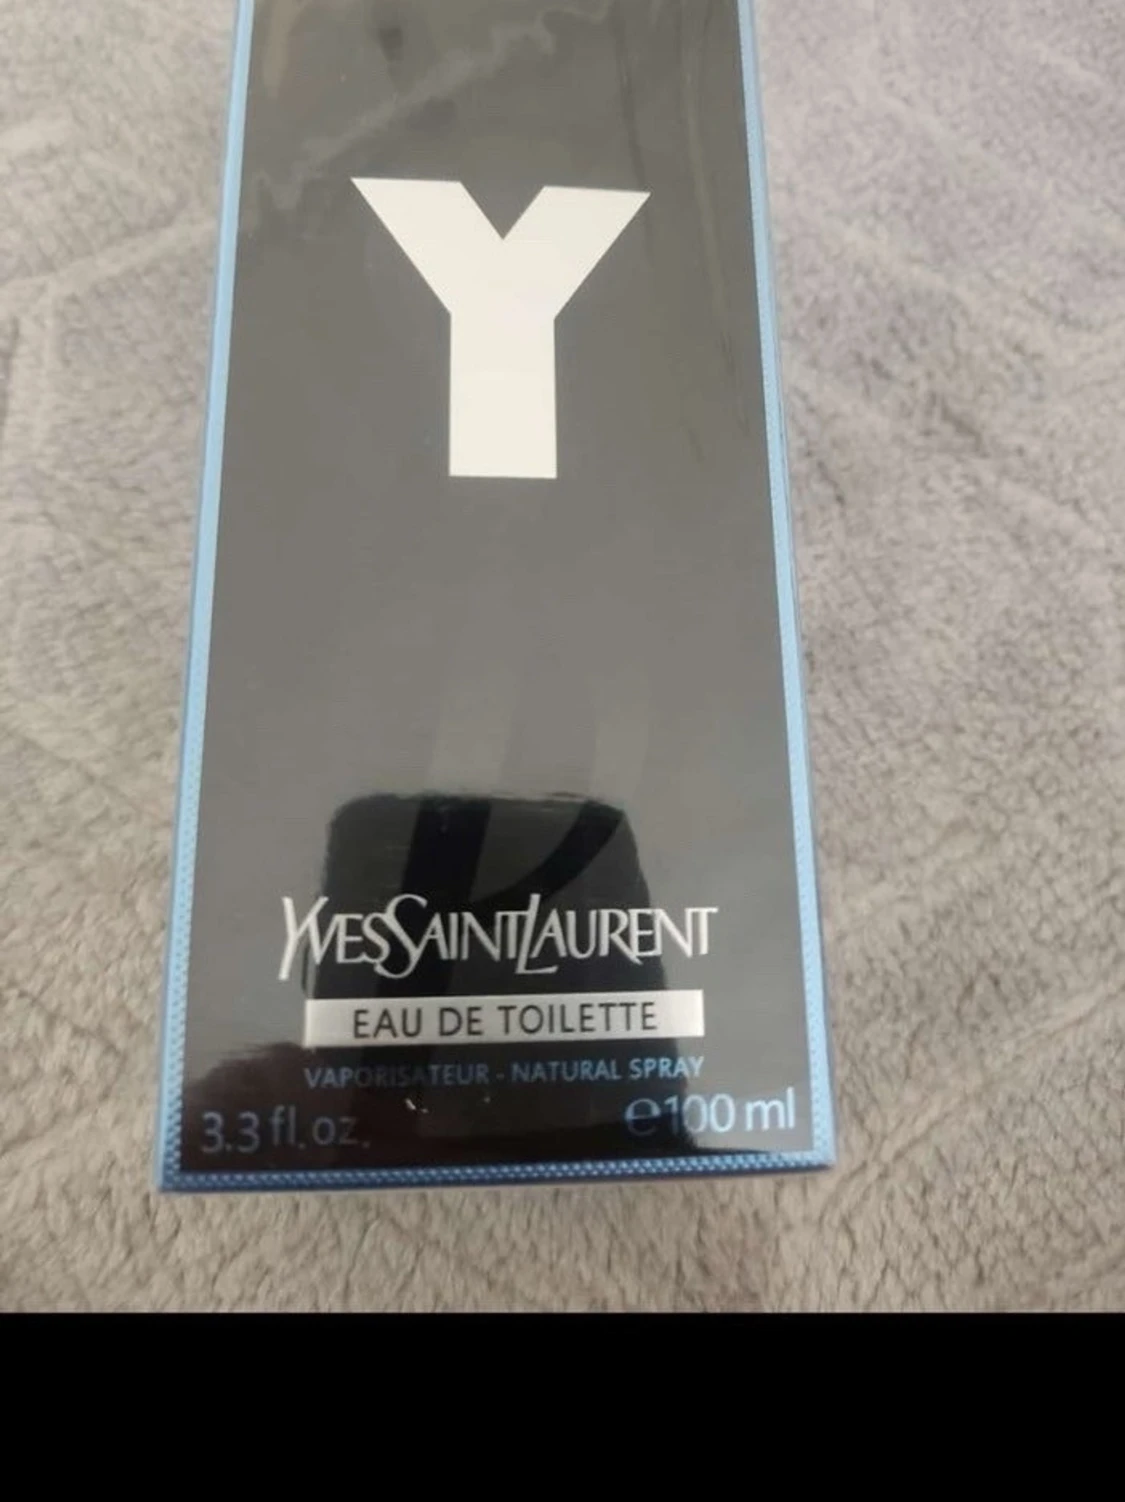 Y
YVESSAINTLAURENT
EAU DE TOILETTE
VAPORISATEUR - NATURAL SPRAY
3.3 fl. oz. ℮100 ml